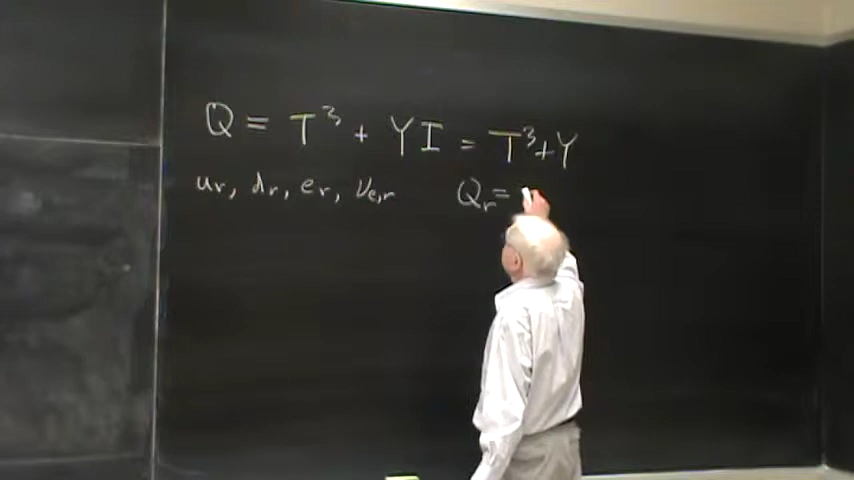 Q = T³ + YI = T³+Y
uᵣ, dᵣ, eᵣ, νₑ,ᵣ Qᵣ=